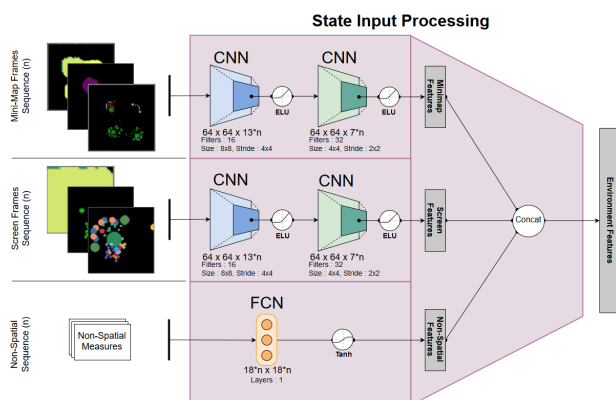 State Input Processing
Mini-Map Frames
Sequence (n)
CNN
ELU
64 x 64 x 13*n
Filters : 16
Size : 8x8, Stride : 4x4
CNN
ELU
64 x 64 x 7*n
Filters : 32
Size : 4x4, Stride : 2x2
Minimap
Features
Screen Frames
Sequence (n)
CNN
ELU
64 x 64 x 13*n
Filters : 16
Size : 8x8, Stride : 4x4
CNN
ELU
64 x 64 x 7*n
Filters : 32
Size : 4x4, Stride : 2x2
Screen
Features
Concat
Environment Features
Non-Spatial
Sequence (n)
Non-Spatial
Measures
FCN
18*n x 18*n
Layers : 1
Tanh
Non-Spatial
Features